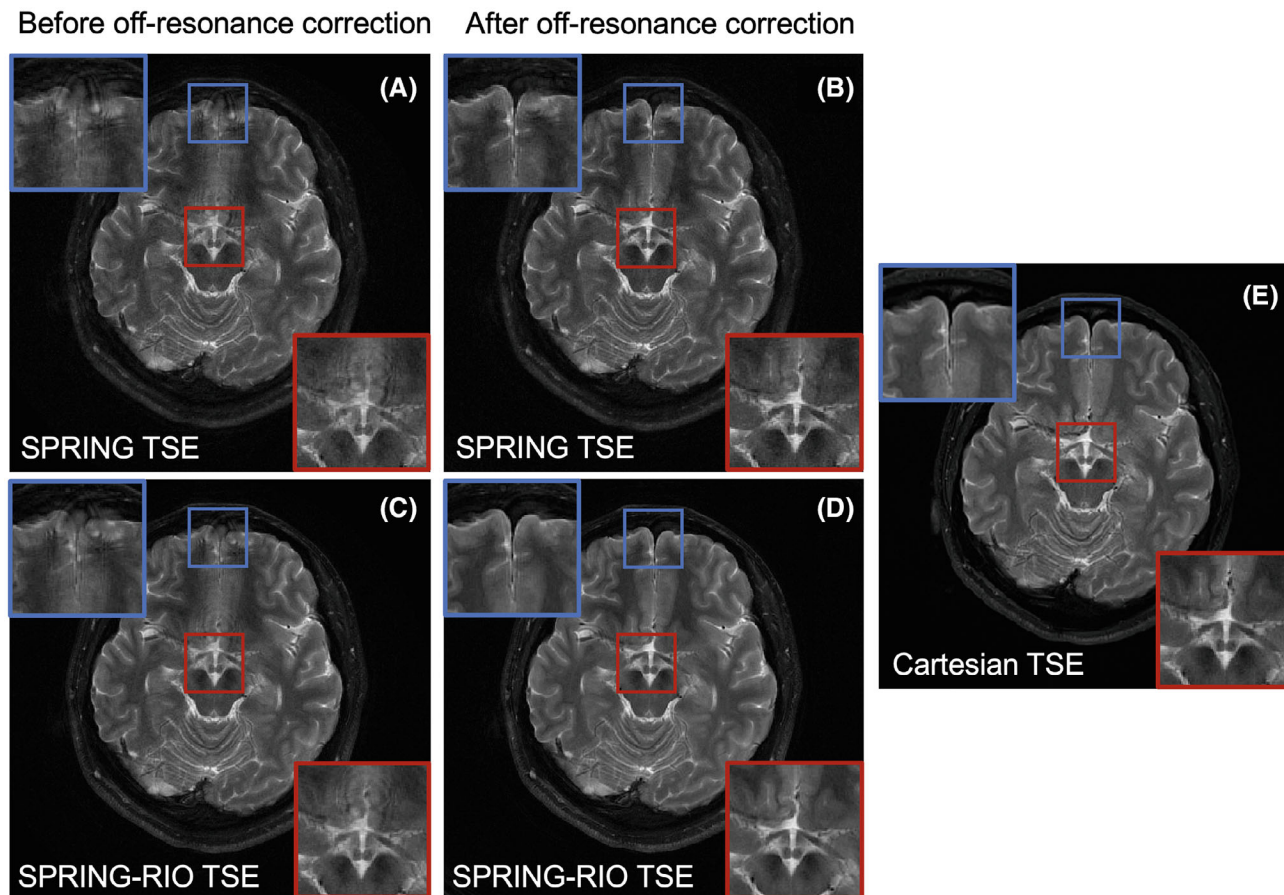 Before off-resonance correction
After off-resonance correction
(A)
(B)
SPRING TSE
SPRING TSE
(C)
(D)
SPRING-RIO TSE
SPRING-RIO TSE
(E)
Cartesian TSE